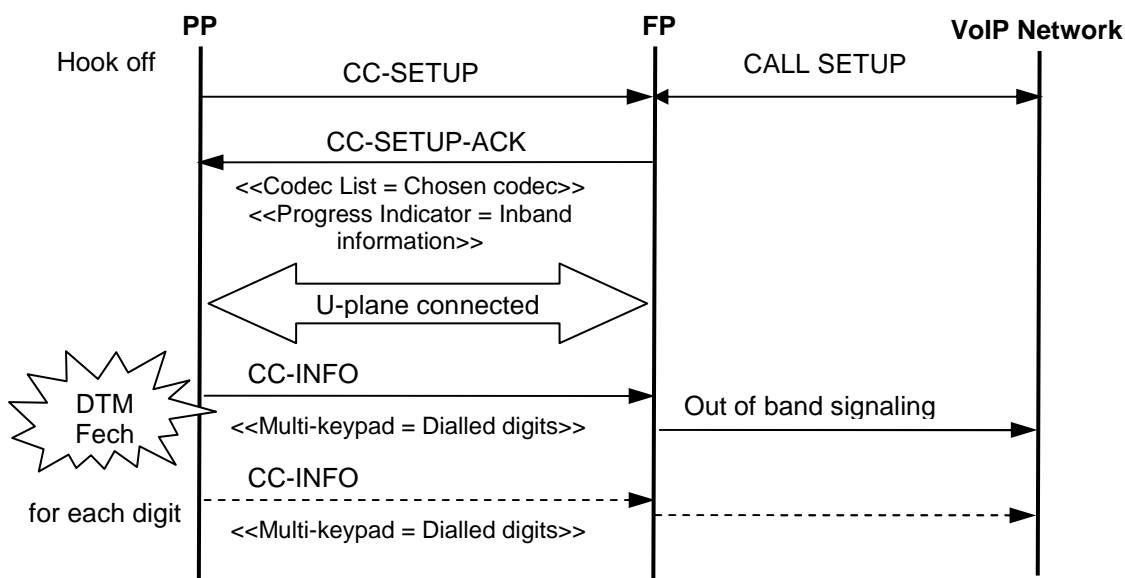 PP
FP
VoIP Network
Hook off
CC-SETUP
CALL SETUP
CC-SETUP-ACK
<<Codec List = Chosen codec>>
<<Progress Indicator = Inband
information>>
U-plane connected
CC-INFO
DTM
Fech
Out of band signaling
<<Multi-keypad = Dialled digits>>
CC-INFO
for each digit
<<Multi-keypad = Dialled digits>>